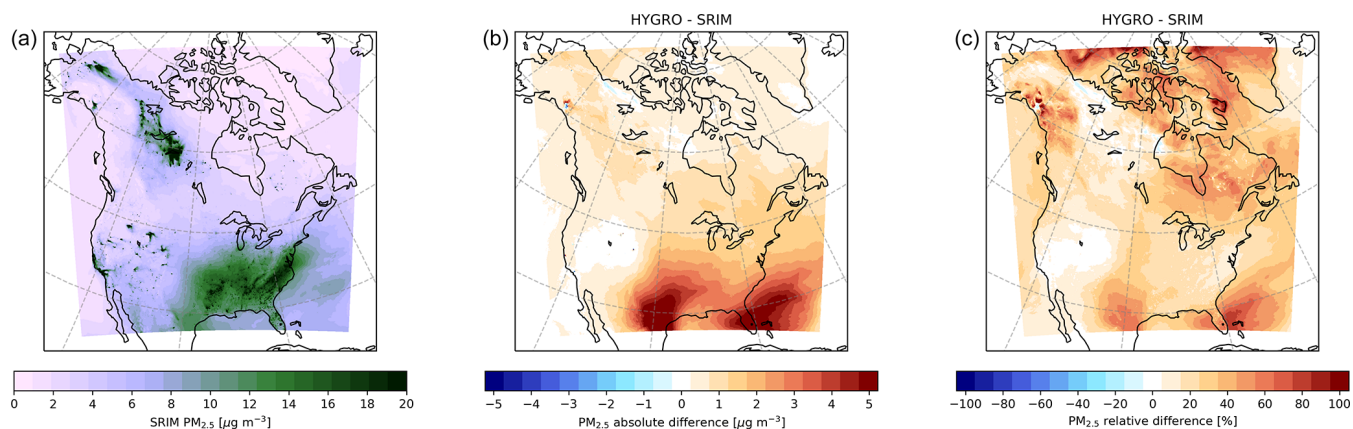 (a)
0 2 4 6 8 10 12 14 16 18 20
SRIM PM2.5 [μg m−3]
HYGRO - SRIM
(b)
−5 −4 −3 −2 −1 0 1 2 3 4 5
PM2.5 absolute difference [μg m−3]
HYGRO - SRIM
(c)
−100 −80 −60 −40 −20 0 20 40 60 80 100
PM2.5 relative difference [%]